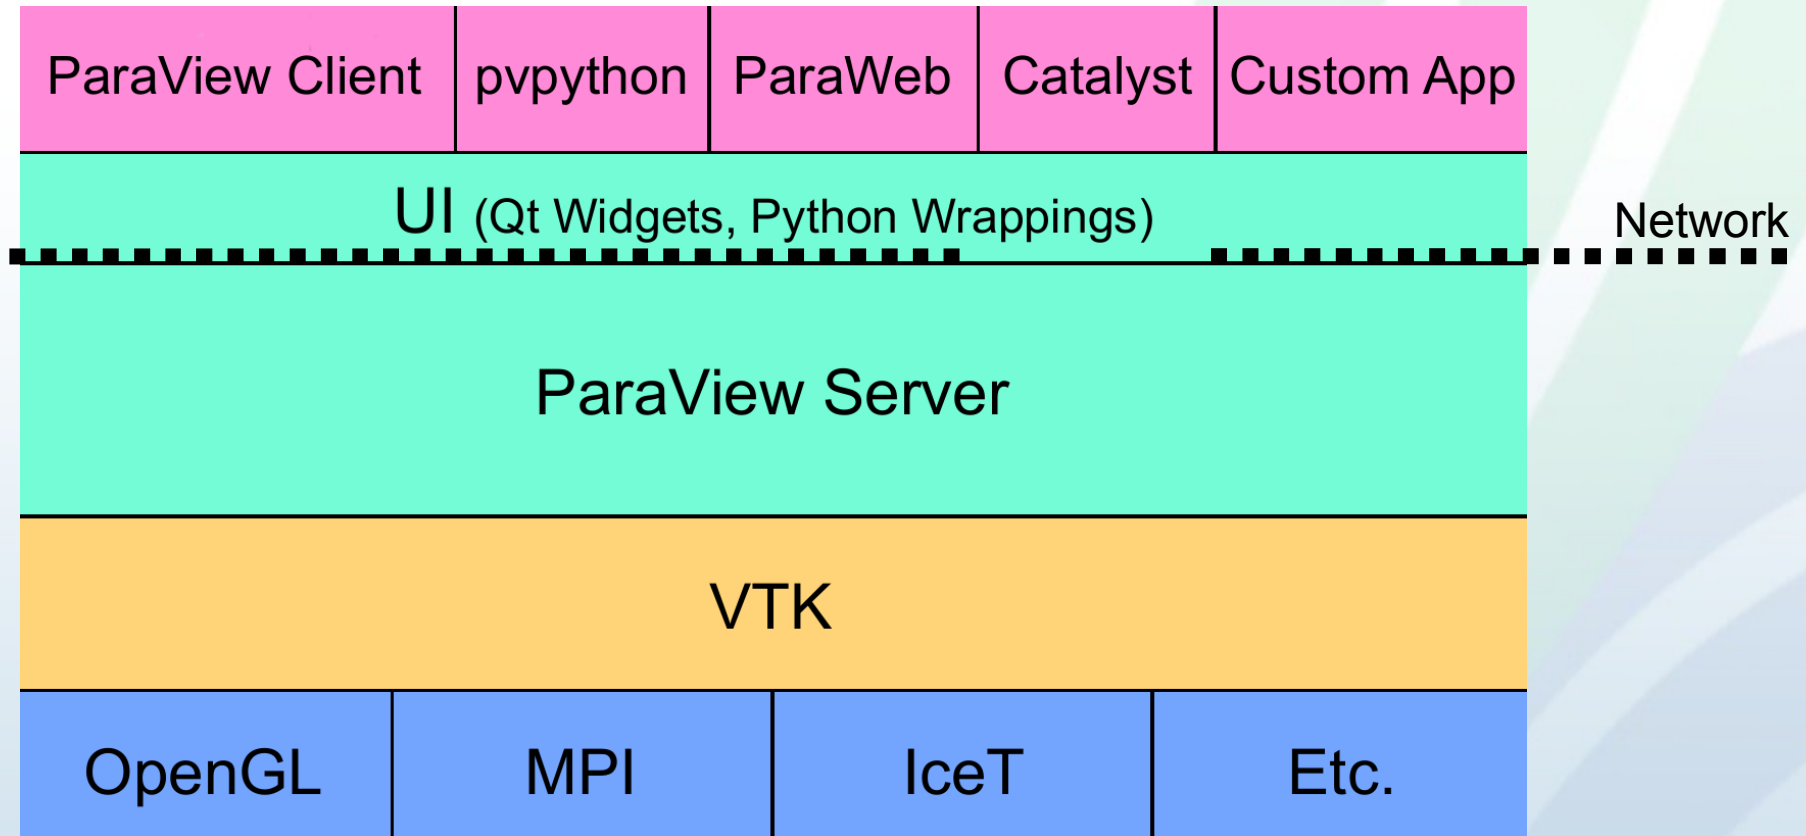 ParaView Client
pvpython
ParaWeb
Catalyst
Custom App
UI (Qt Widgets, Python Wrappings)
Network
ParaView Server
VTK
OpenGL
MPI
IceT
Etc.